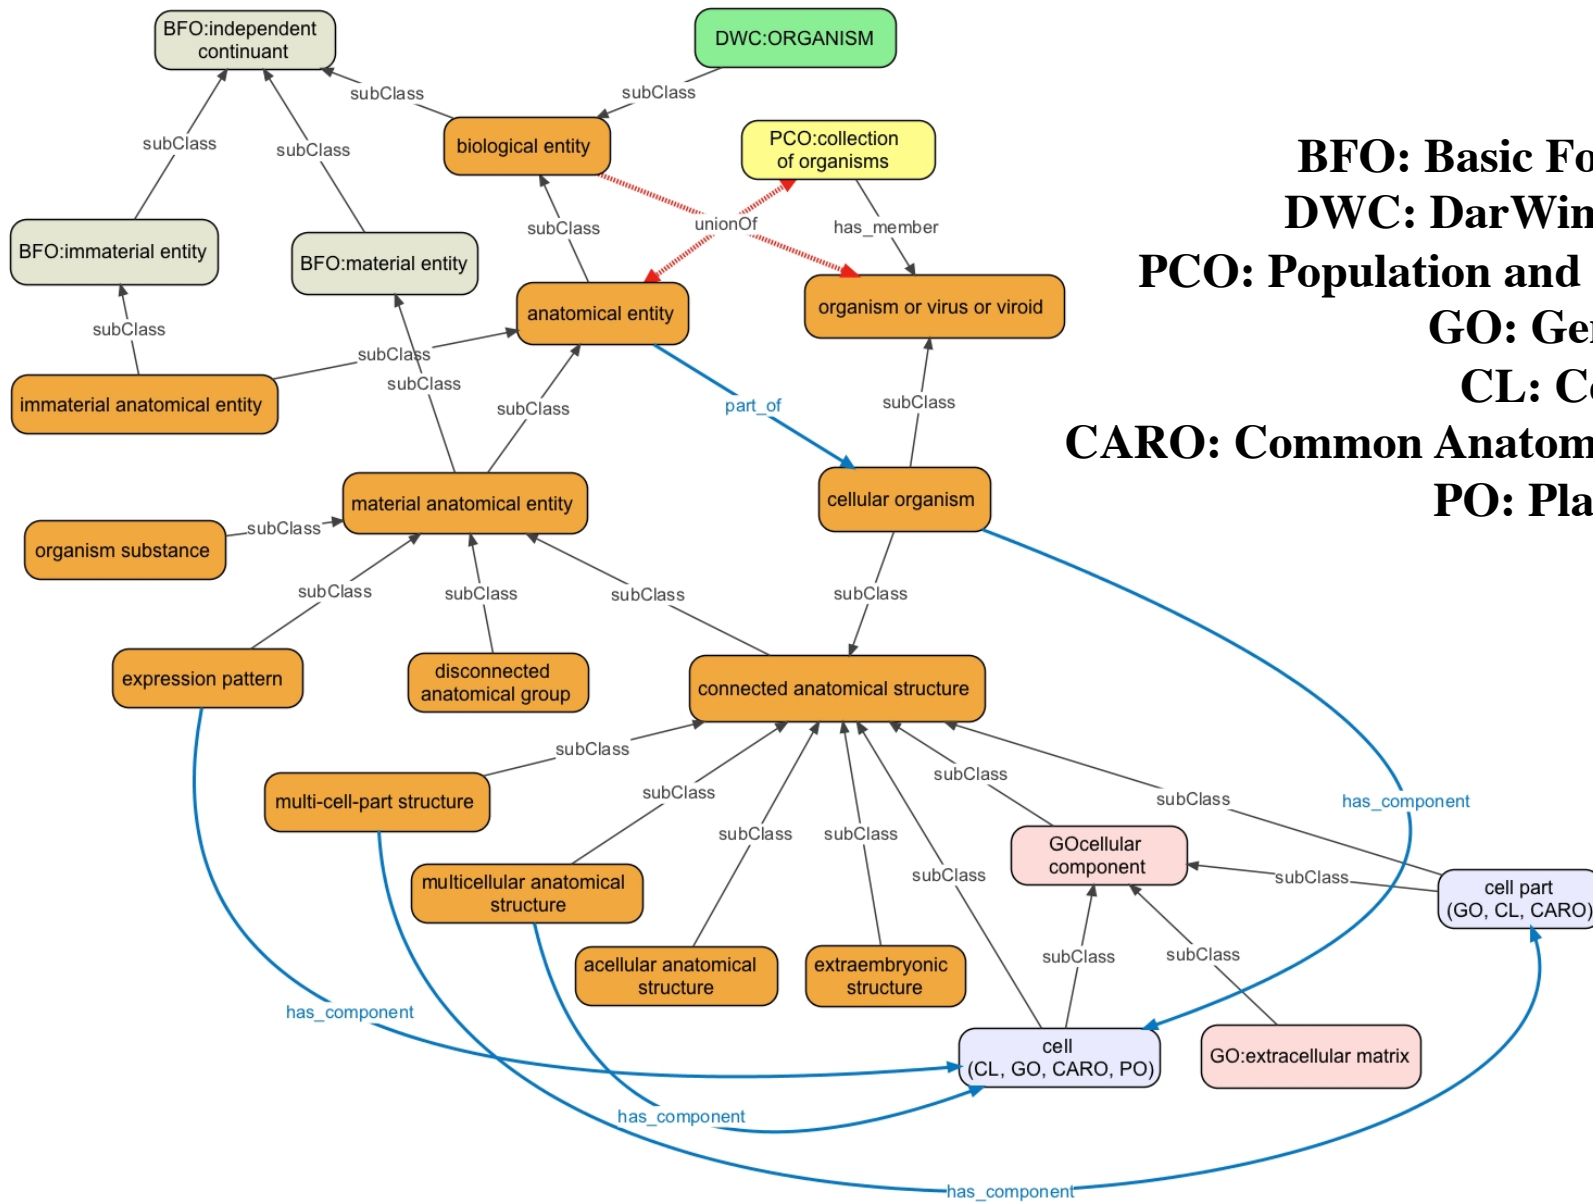 BFO:independent
continuant
DWC:ORGANISM
subClass
subClass
biological entity
PCO:collection
of organisms
subClass
subClass
subClass
unionOf
has_member
BFO:immaterial entity
BFO:material entity
anatomical entity
organism or virus or viroid
subClass
subClass
subClass
immaterial anatomical entity
subClass
part_of
subClass
material anatomical entity
cellular organism
organism substance
subClass
subClass
subClass
subClass
subClass
expression pattern
disconnected
anatomical group
connected anatomical structure
subClass
multi-cell-part structure
subClass
subClass
subClass
subClass
subClass
subClass
has_component
GOcellular
component
multicellular anatomical
structure
subClass
cell part
(GO, CL, CARO)
acellular anatomical
structure
extraembryonic
structure
subClass
subClass
has_component
cell
(CL, GO, CARO, PO)
GO:extracellular matrix
has_component
has_component
BFO: Basic Fo
DWC: DarWin
PCO: Population and
GO: Ge
CL: C
CARO: Common Anatom
PO: Pla